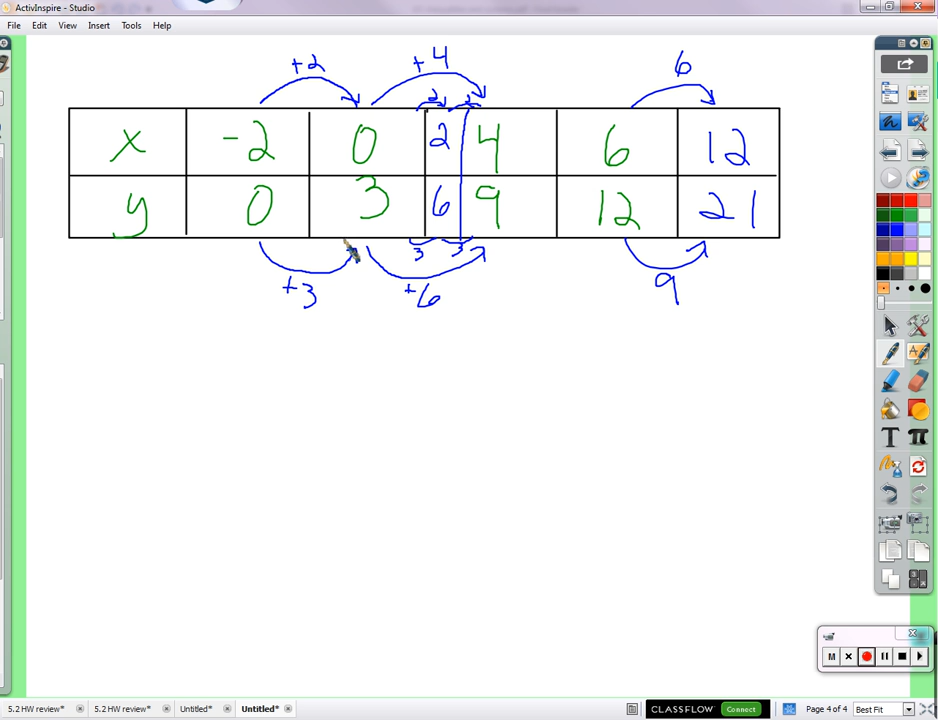 ActivInspire - Studio
File Edit View Insert Tools Help
+2 +4 6
2 2
x -2 0 2 4 6 12
y 0 3 6 9 12 21
3 3
+3 +6 9
T π
M
5.2 HW review* 5.2 HW review* Untitled* Untitled* CLASSFLOW Connect Page 4 of 4 Best Fit